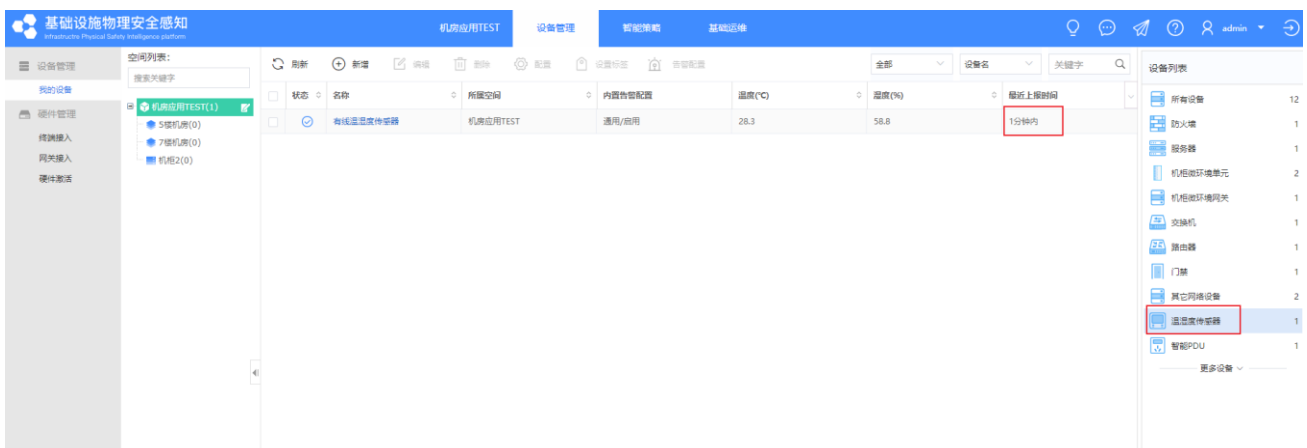 基础设施物理安全感知
Infrastructre Physical Safety Intelligence platform
机房应用TEST 设备管理 智能策略 基础运维
admin
设备管理
我的设备
硬件管理
终端接入
网关接入
硬件激活
空间列表:
搜索关键字
机房应用TEST(1)
5楼机房(0)
7楼机房(0)
机柜2(0)
刷新 新增 编辑 删除 配置 设置标签 告警配置 全部 设备名 关键字
状态 名称 所属空间 内置告警配置 温度(℃) 湿度(%) 最近上报时间
有线温湿度传感器 机房应用TEST 通用/启用 28.3 58.8 1分钟内
设备列表
所有设备 12
防火墙 1
服务器 1
机柜微环境单元 2
机柜微环境网关 1
交换机 1
路由器 1
门禁 1
其它网络设备 2
温湿度传感器 1
智能PDU 1
更多设备